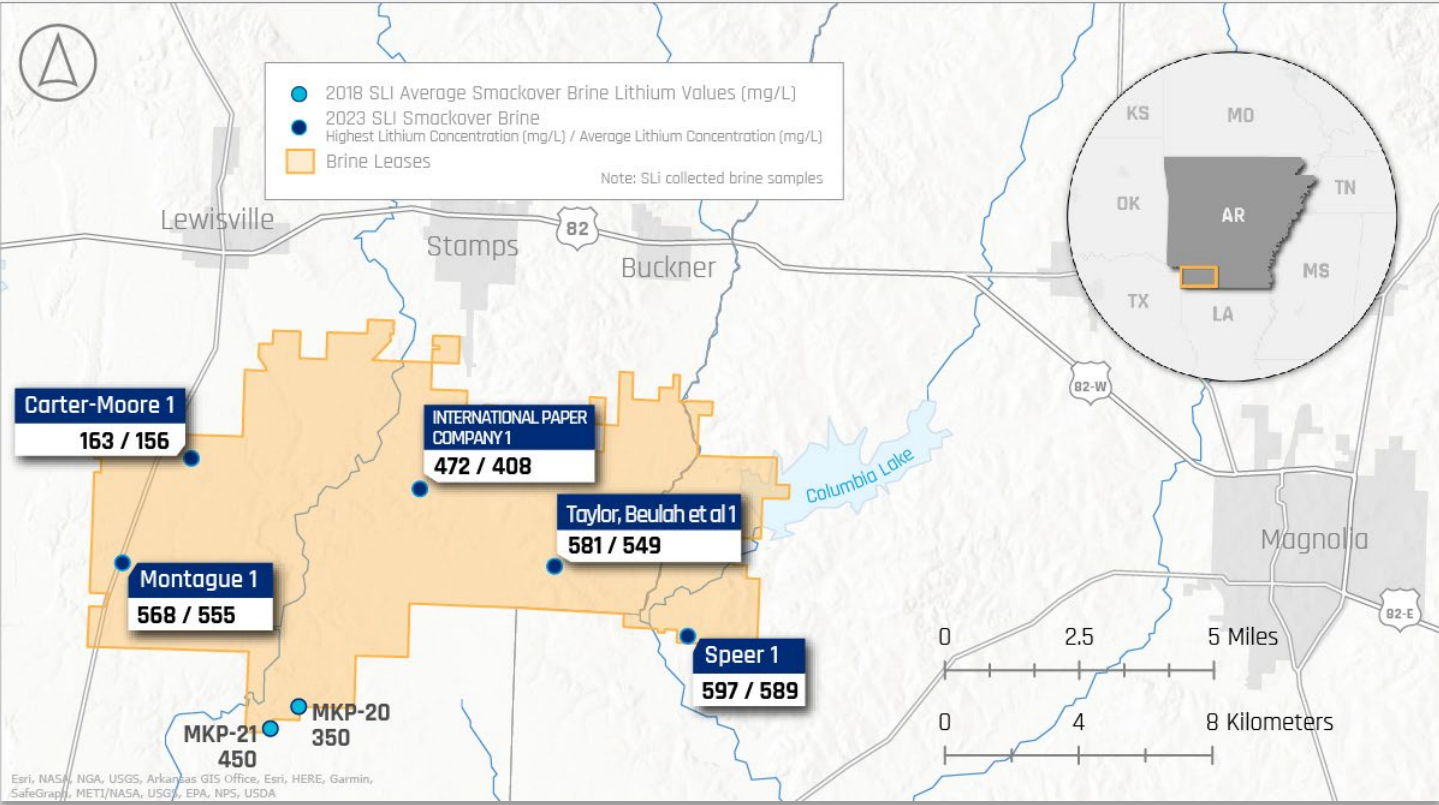 2018 SLI Average Smackover Brine Lithium Values (mg/L)
2023 SLI Smackover Brine
Highest Lithium Concentration (mg/L) / Average Lithium Concentration (mg/L)
Brine Leases
Note: SLi collected brine samples
KS
MO
OK
AR
TN
TX
LA
MS
Lewisville
Stamps
82
Buckner
82-W
Carter-Moore 1
163 / 156
INTERNATIONAL PAPER
COMPANY 1
472 / 408
Columbia Lake
Taylor, Beulah et al 1
581 / 549
Magnolia
Montague 1
568 / 555
82-E
Speer 1
597 / 589
0 2.5 5 Miles
0 4 8 Kilometers
MKP-20
350
MKP-21
450
Esri, NASA, NGA, USGS, Arkansas GIS Office, Esri, HERE, Garmin,
SafeGraph, METI/NASA, USGS, EPA, NPS, USDA